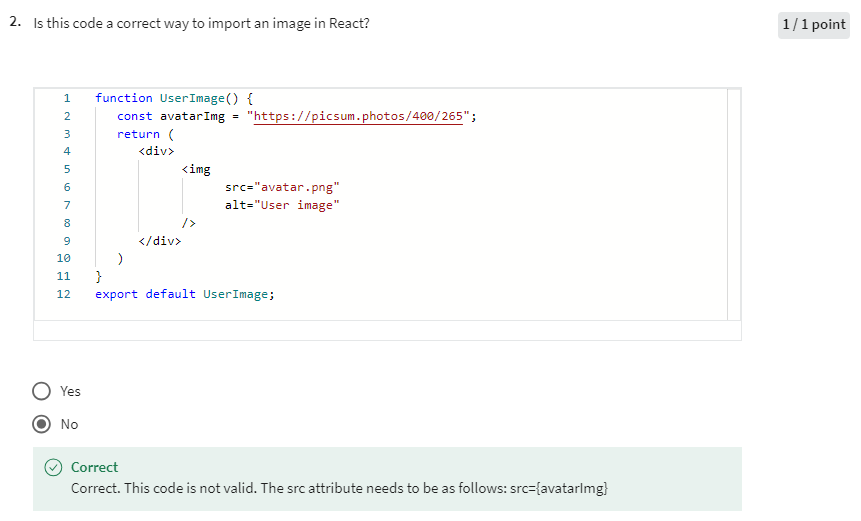 2. Is this code a correct way to import an image in React?
1 / 1 point
1 function UserImage() {
2 const avatarImg = "https://picsum.photos/400/265";
3 return (
4 <div>
5 <img
6 src="avatar.png"
7 alt="User image"
8 />
9 </div>
10 )
11 }
12 export default UserImage;
Yes
No
Correct
Correct. This code is not valid. The src attribute needs to be as follows: src={avatarImg}